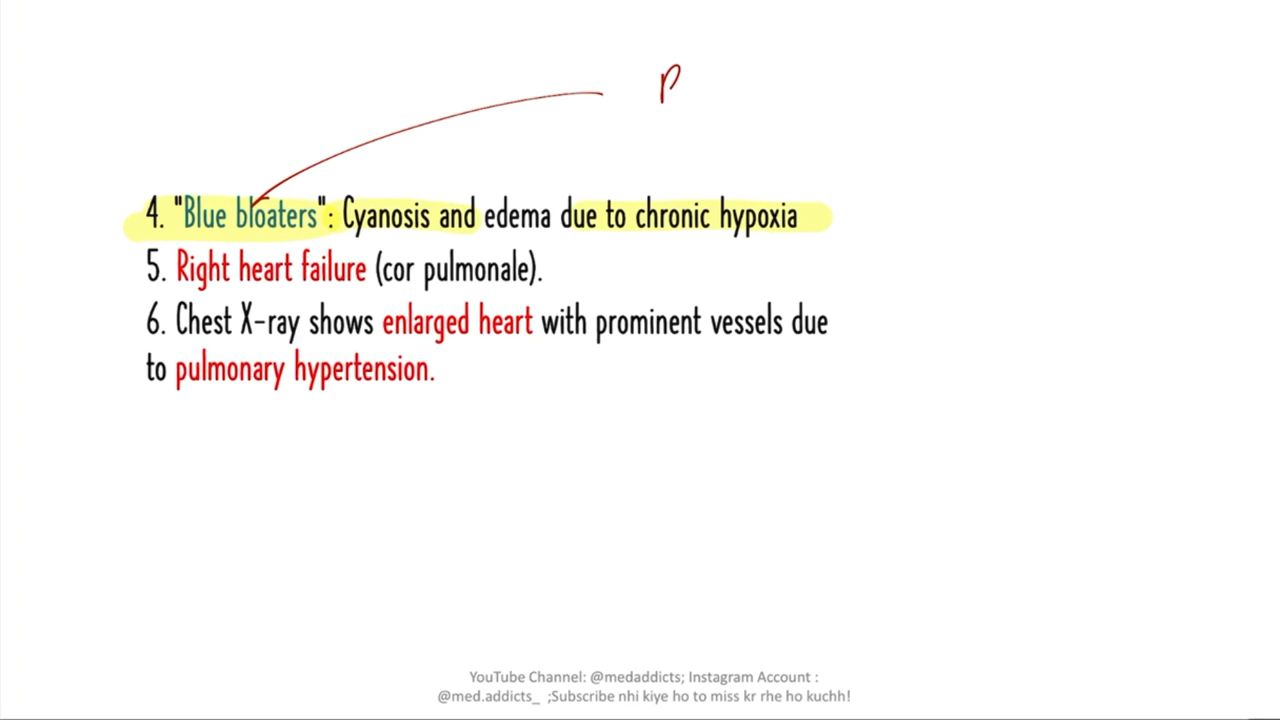 P
4. "Blue bloaters": Cyanosis and edema due to chronic hypoxia
5. Right heart failure (cor pulmonale).
6. Chest X-ray shows enlarged heart with prominent vessels due
to pulmonary hypertension.
YouTube Channel: @medaddicts; Instagram Account :
@med.addicts_ ;Subscribe nhi kiye ho to miss kr rhe ho kuchh!